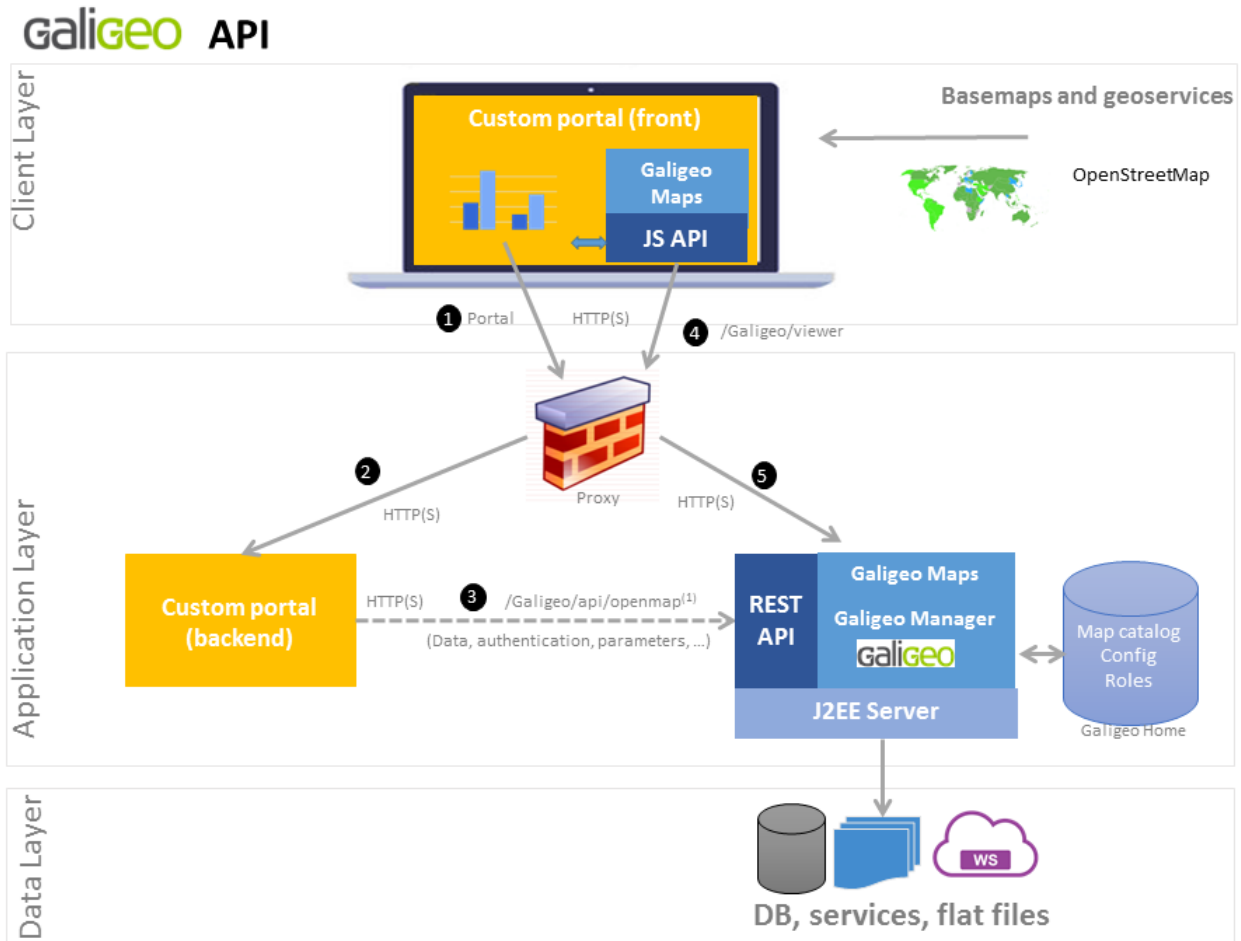 Galigeo API
Client Layer
Custom portal (front)
Galigeo
Maps
JS API
Basemaps and geoservices
OpenStreetMap
1 Portal
HTTP(S)
4 /Galigeo/viewer
Application Layer
Proxy
2
HTTP(S)
5
HTTP(S)
Custom portal
(backend)
HTTP(S) 3 /Galigeo/api/openmap(1)
(Data, authentication, parameters, ...)
REST
API
Galigeo Maps
Galigeo Manager
Galigeo
J2EE Server
Map catalog
Config
Roles
Galigeo Home
Data Layer
WS
DB, services, flat files